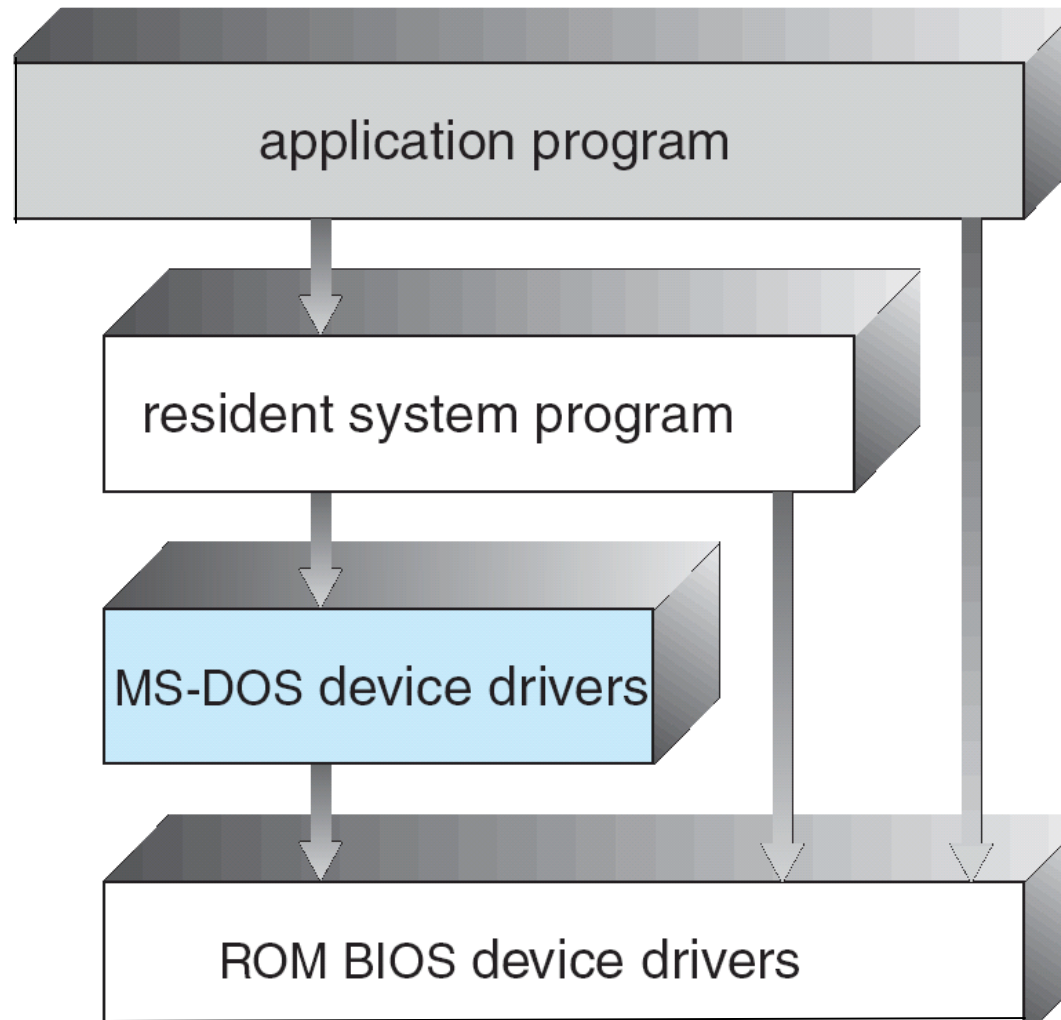 application program
resident system program
MS-DOS device drivers
ROM BIOS device drivers